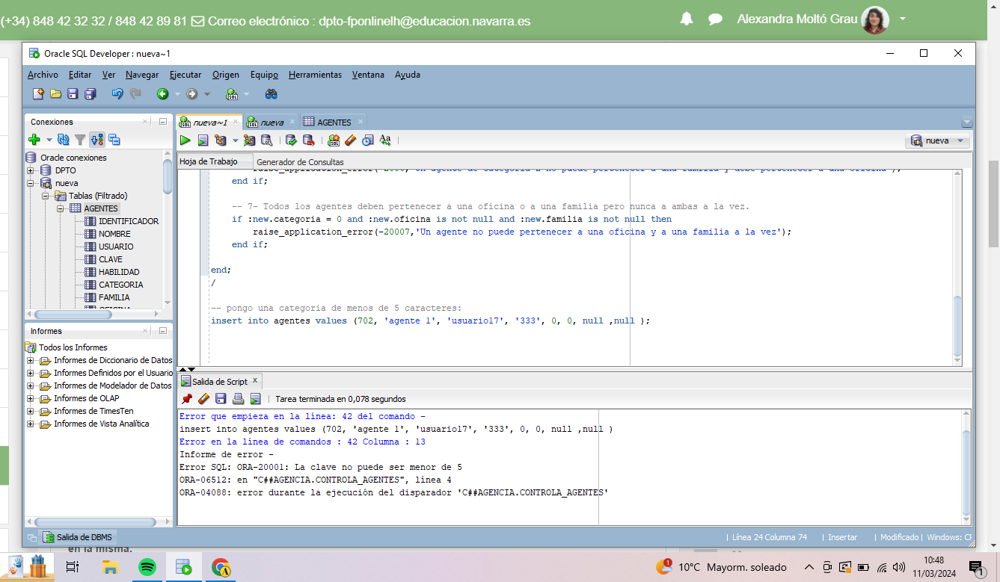 (+34) 848 42 32 32 / 848 42 89 81 Correo electrónico : dpto-fponlinelh@educacion.navarra.es
Alexandra Moltó Grau
Oracle SQL Developer : nueva~1
Archivo Editar Ver Navegar Ejecutar Origen Equipo Herramientas Ventana Ayuda
Conexiones
nueva~1 nueva AGENTES
nueva
Oracle conexiones
DPTO
nueva
Tablas (Filtrado)
AGENTES
IDENTIFICADOR
NOMBRE
USUARIO
CLAVE
HABILIDAD
CATEGORIA
FAMILIA
OFICINA
Hoja de Trabajo Generador de Consultas
end if;
-- 7- Todos los agentes deben pertenecer a una oficina o a una familia pero nunca a ambas a la vez.
if :new.categoria = 0 and :new.oficina is not null and :new.familia is not null then
raise_application_error(-20007,'Un agente no puede pertenecer a una oficina y a una familia a la vez');
end if;
end;
/
-- pongo una categoria de menos de 5 caracteres:
insert into agentes values (702, 'agente 1', 'usuario17', '333', 0, 0, null ,null );
Informes
Todos los Informes
Informes de Diccionario de Datos
Informes Definidos por el Usuario
Informes de Modelador de Datos
Informes de OLAP
Informes de TimesTen
Informes de Vista Analítica
Salida de Script x
Tarea terminada en 0,078 segundos
Error que empieza en la línea: 42 del comando -
insert into agentes values (702, 'agente 1', 'usuario17', '333', 0, 0, null ,null )
Error en la línea de comandos : 42 Columna : 13
Informe de error -
Error SQL: ORA-20001: La clave no puede ser menor de 5
ORA-06512: en "C##AGENCIA.CONTROLA_AGENTES", línea 4
ORA-04088: error durante la ejecución del disparador 'C##AGENCIA.CONTROLA_AGENTES'
Salida de DBMS
| Línea 24 Columna 74 | Insertar | Modificado | Windows: CF
en la misma.
1 10°C Mayorm. soleado
10:48
11/03/2024
1